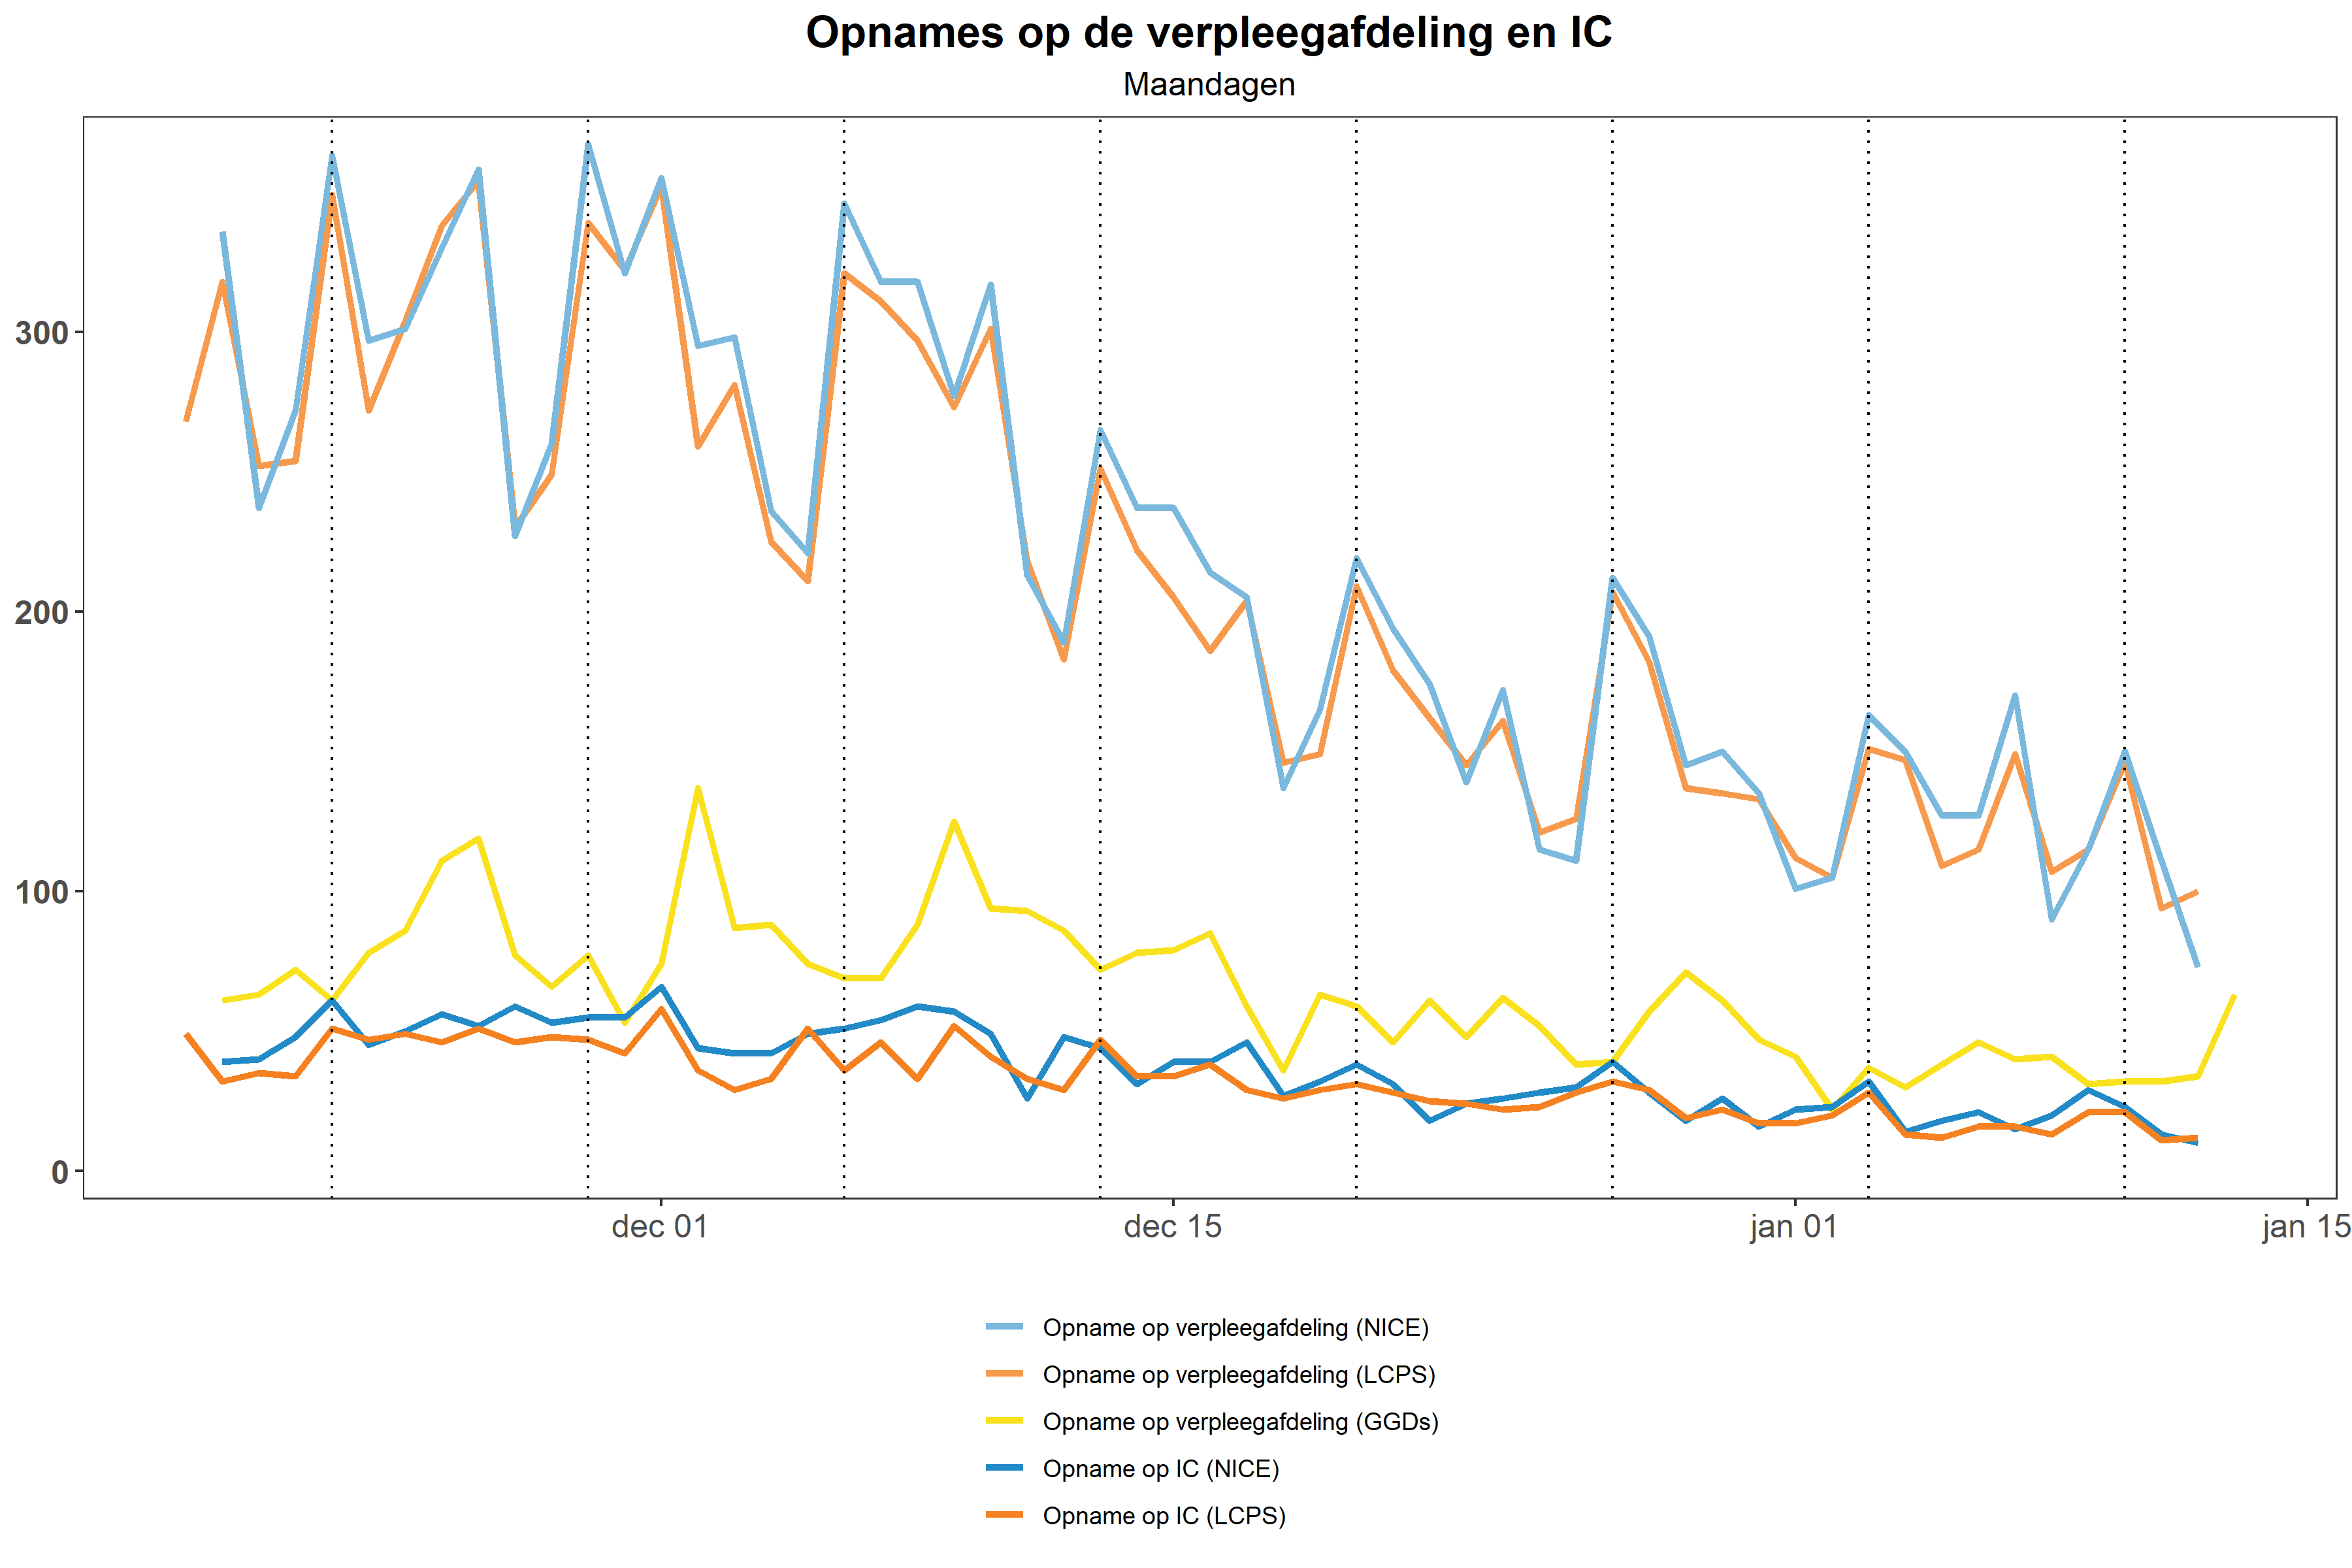 Opnames op de verpleegafdeling en IC
Maandagen
300
200
100
0
dec 01
dec 15
jan 01
jan 15
Opname op verpleegafdeling (NICE)
Opname op verpleegafdeling (LCPS)
Opname op verpleegafdeling (GGDs)
Opname op IC (NICE)
Opname op IC (LCPS)